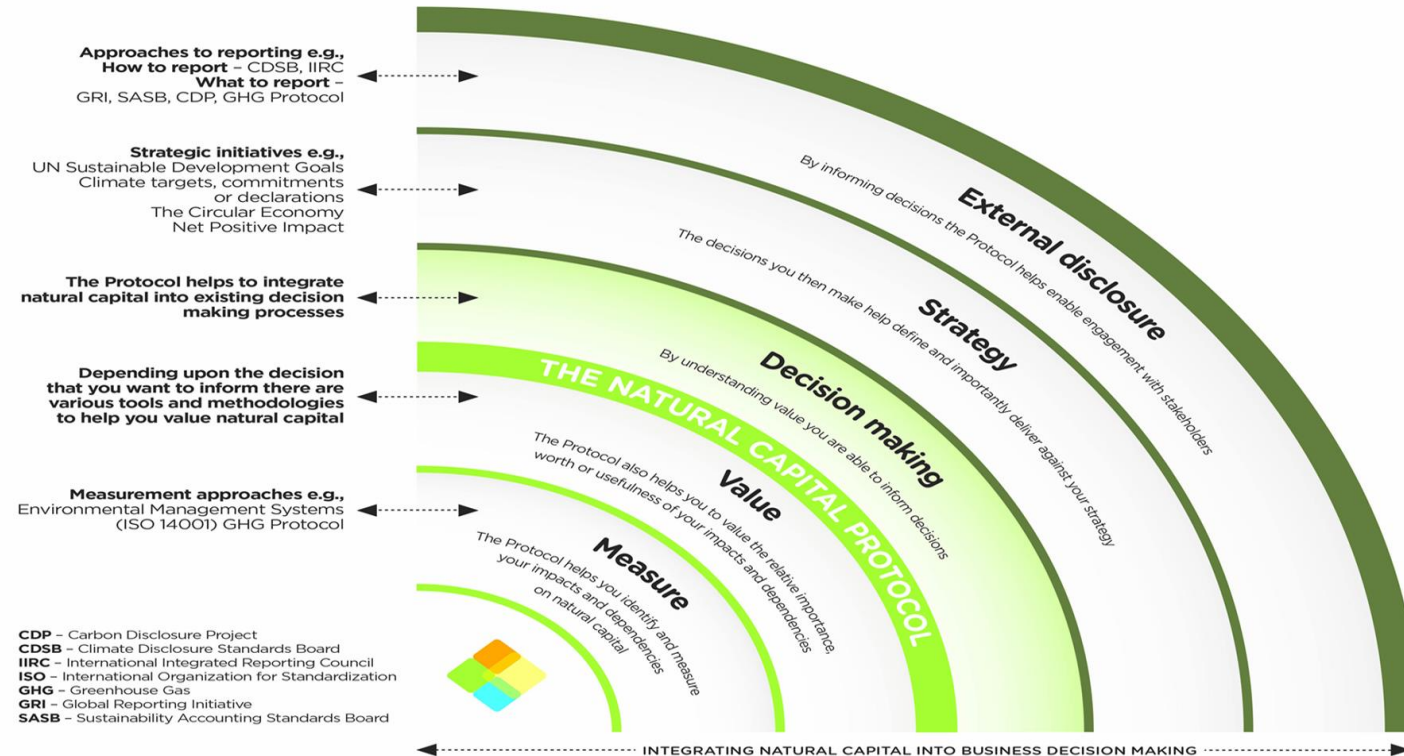 Approaches to reporting e.g.,
How to report – CDSB, IIRC
What to report –
GRI, SASB, CDP, GHG Protocol
Strategic initiatives e.g.,
UN Sustainable Development Goals
Climate targets, commitments
or declarations
The Circular Economy
Net Positive Impact
The Protocol helps to integrate
natural capital into existing decision
making processes
Depending upon the decision
that you want to inform there are
various tools and methodologies
to help you value natural capital
Measurement approaches e.g.,
Environmental Management Systems
(ISO 14001) GHG Protocol
CDP – Carbon Disclosure Project
CDSB – Climate Disclosure Standards Board
IIRC – International Integrated Reporting Council
ISO – International Organization for Standardization
GHG – Greenhouse Gas
GRI – Global Reporting Initiative
SASB – Sustainability Accounting Standards Board
External disclosure
By informing decisions the Protocol helps enable engagement with stakeholders
Strategy
The decisions you then make help define and importantly deliver against your strategy
Decision making
By understanding value you are able to inform decisions
THE NATURAL CAPITAL PROTOCOL
Value
The Protocol also helps you to value the relative importance,
worth or usefulness of your impacts and dependencies
Measure
The Protocol helps you identify and measure
your impacts and dependencies
on natural capital
INTEGRATING NATURAL CAPITAL INTO BUSINESS DECISION MAKING